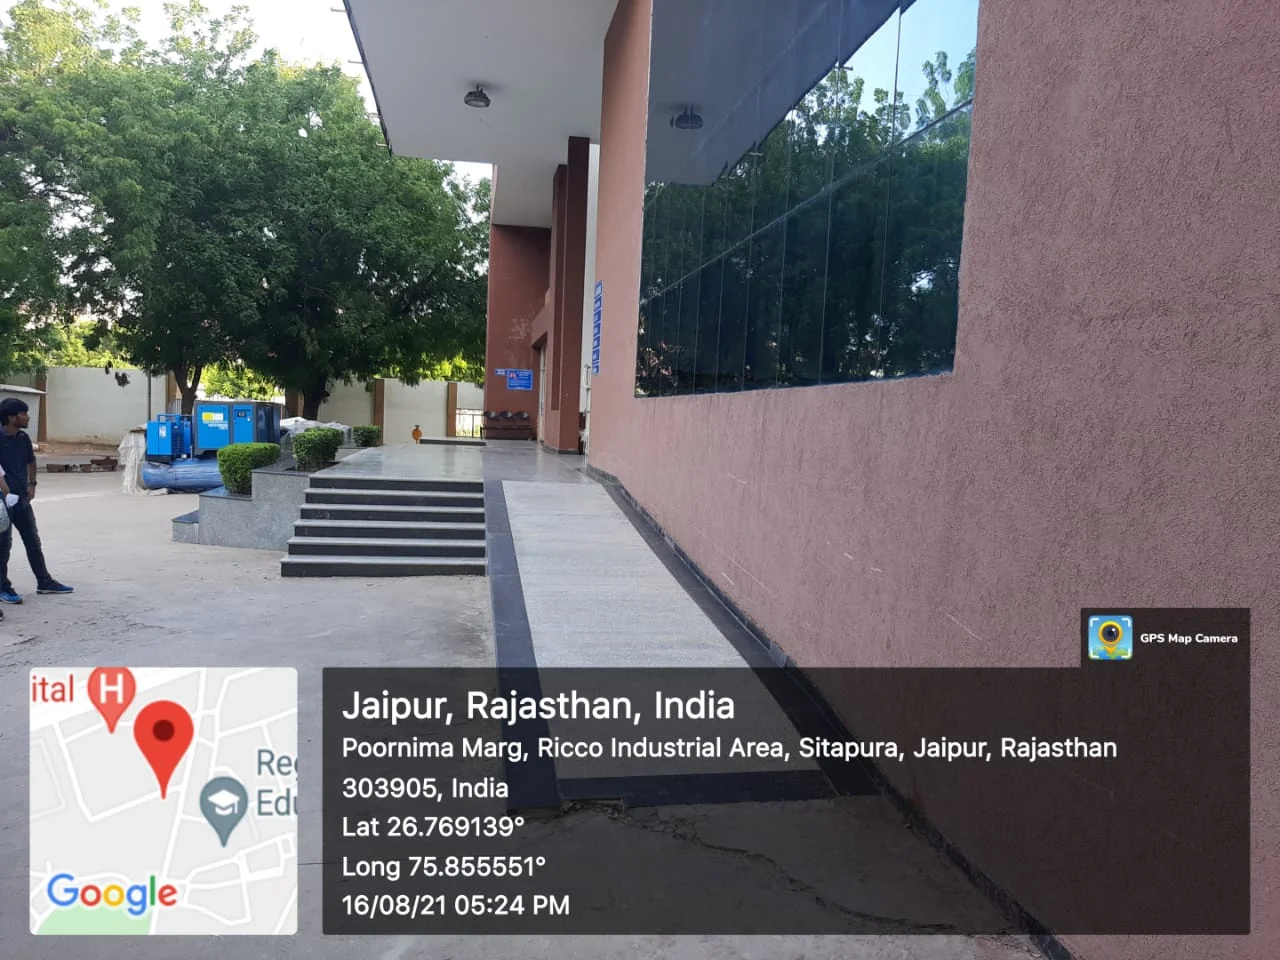 GPS Map Camera
ital
H
Re
Edu
Google
Jaipur, Rajasthan, India
Poornima Marg, Ricco Industrial Area, Sitapura, Jaipur, Rajasthan
303905, India
Lat 26.769139°
Long 75.855551°
16/08/21 05:24 PM